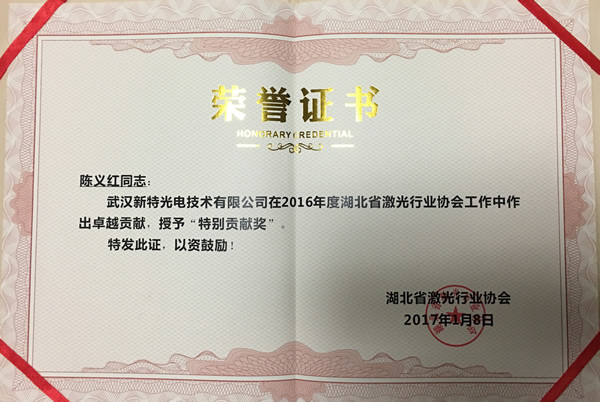 荣誉证书
HONORARY CREDENTIAL
陈义红同志：
武汉新特光电技术有限公司在2016年度湖北省激光行业协会工作中作
出卓越贡献，授予“特别贡献奖”。
特发此证，以资鼓励！
湖北省激光行业协会
2017年1月8日